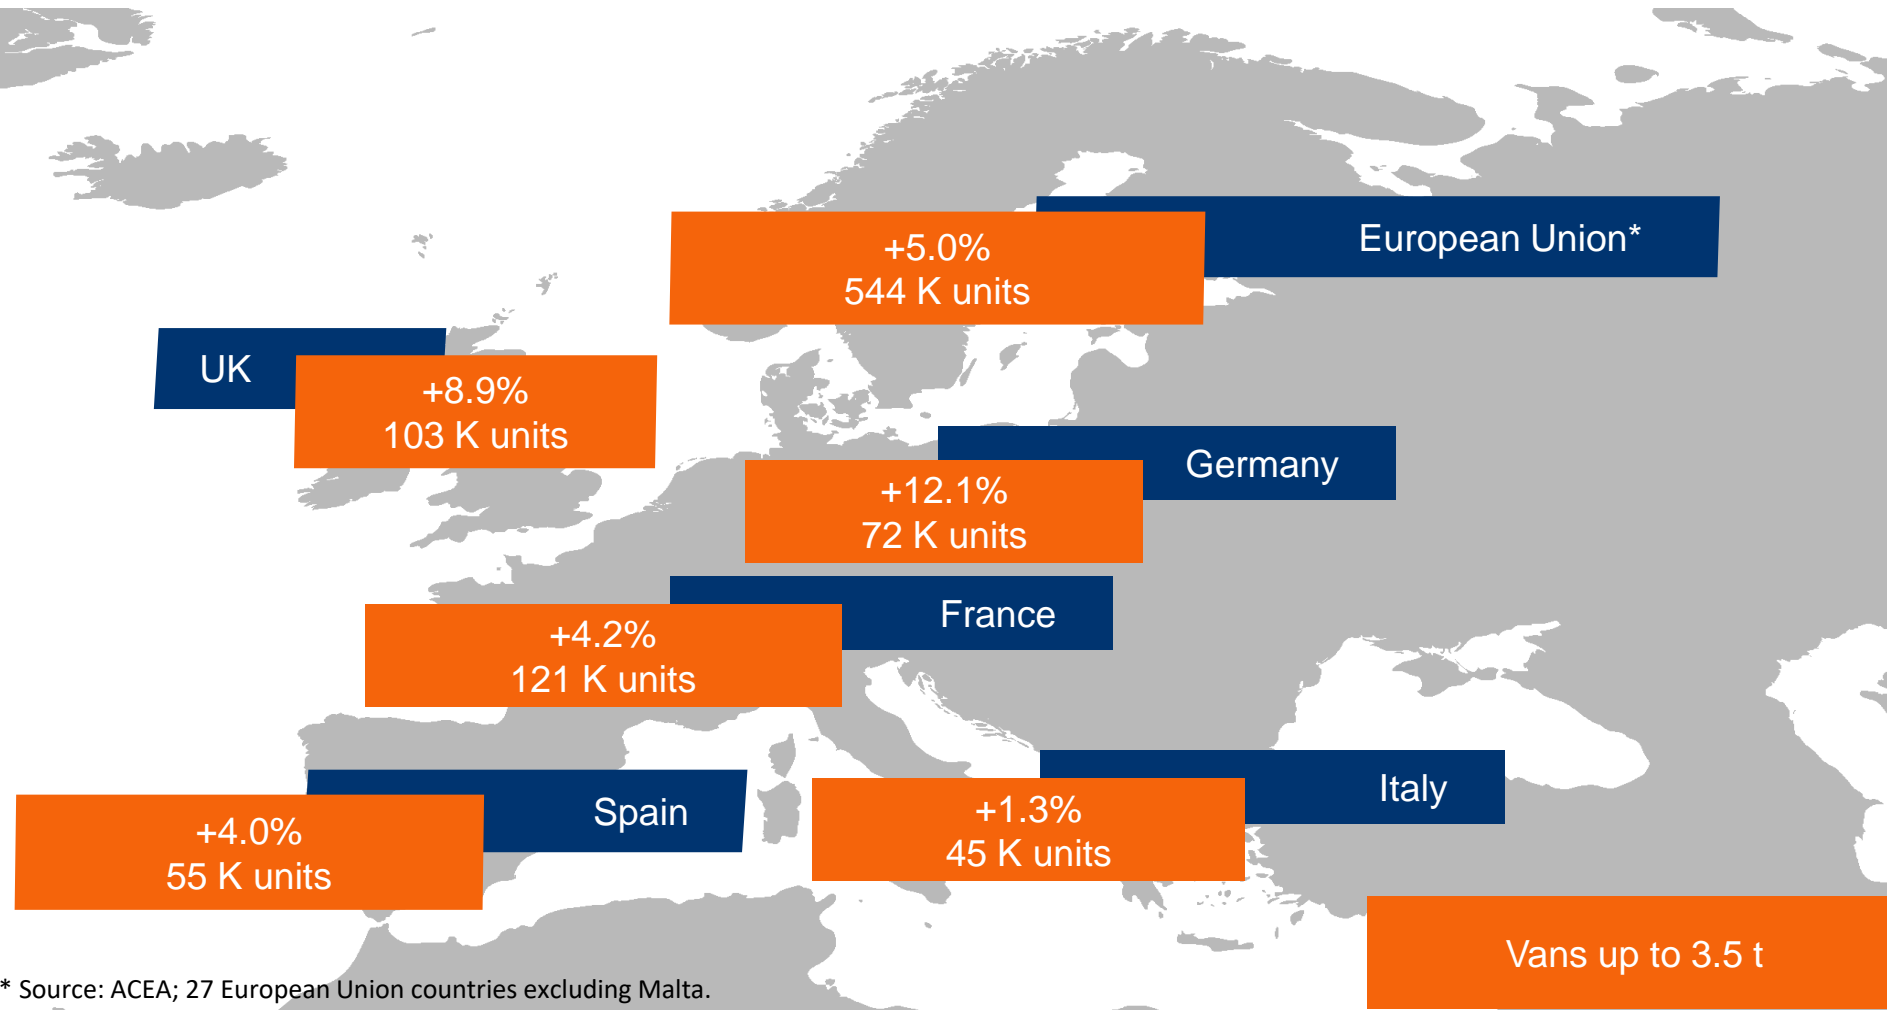 European Union*
+5.0%
544 K units
UK
+8.9%
103 K units
Germany
+12.1%
72 K units
France
+4.2%
121 K units
Spain
+4.0%
55 K units
Italy
+1.3%
45 K units
Vans up to 3.5 t
* Source: ACEA; 27 European Union countries excluding Malta.